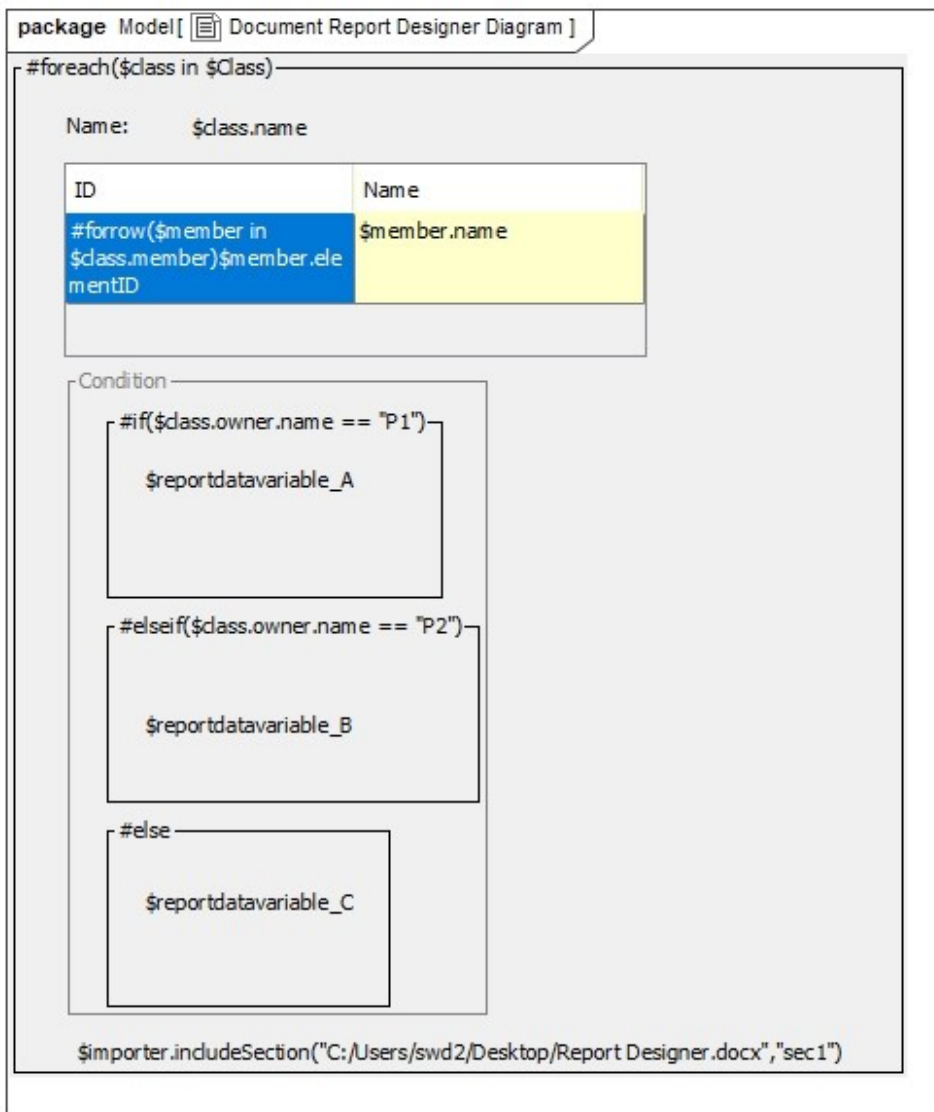 package Model[ Document Report Designer Diagram ]
#foreach($class in $Class)
Name: $class.name
ID Name
#forrow($member in $member.name
$class.member)$member.ele
mentID
Condition
#if($class.owner.name == "P1")
$reportdatavariable_A
#elseif($class.owner.name == "P2")
$reportdatavariable_B
#else
$reportdatavariable_C
$importer.includeSection("C:/Users/swd2/Desktop/Report Designer.docx","sec1")